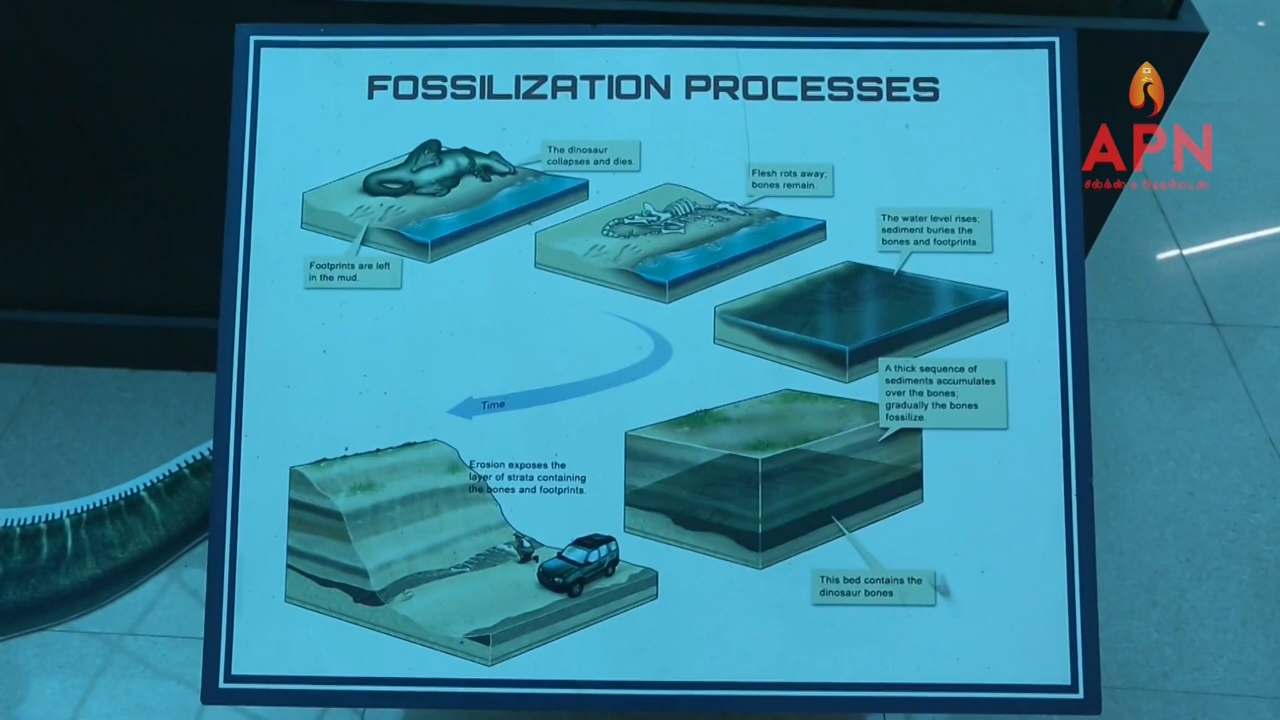 FOSSILIZATION PROCESSES
The dinosaur
collapses and dies.
Footprints are left
in the mud.
Flesh rots away;
bones remain.
The water level rises;
sediment buries the
bones and footprints.
A thick sequence of
sediments accumulates
over the bones;
gradually the bones
fossilize.
This bed contains the
dinosaur bones.
Time
Erosion exposes the
layer of strata containing
the bones and footprints.
APN